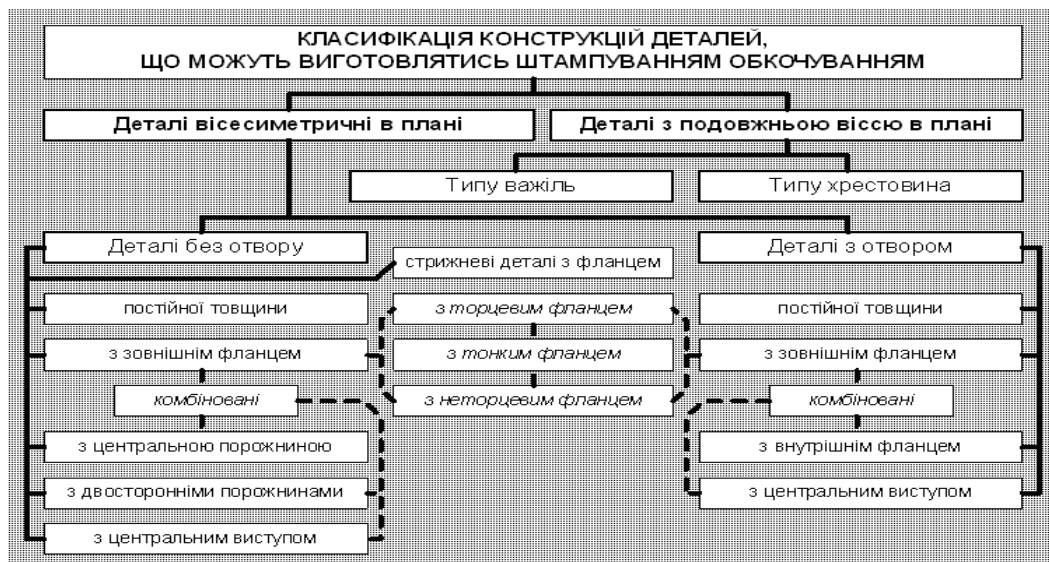 КЛАСИФІКАЦІЯ КОНСТРУКЦІЙ ДЕТАЛЕЙ,
ЩО МОЖУТЬ ВИГОТОВЛЯТИСЬ ШТАМПУВАННЯМ ОБКОЧУВАННЯМ
Деталі вісесиметричні в плані
Деталі з подовжньою віссю в плані
Типу важіль
Типу хрестовина
Деталі без отвору
Деталі з отвором
стрижневі деталі з фланцем
постійної товщини
з торцевим фланцем
постійної товщини
з зовнішнім фланцем
з тонким фланцем
з зовнішнім фланцем
комбіновані
з неторцевим фланцем
комбіновані
з центральною порожниною
з внутрішнім фланцем
з двосторонніми порожнинами
з центральним виступом
з центральним виступом